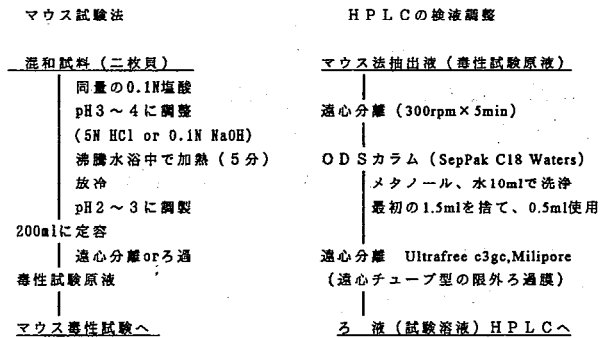 マウス試験法
混和試料(二枚貝)
同量の0.1N塩酸
pH3~4に調整
(5N HCl or 0.1N NaOH)
沸騰水浴中で加熱(5分)
放冷
pH2~3に調製
200mlに定容
遠心分離orろ過
毒性試験原液
マウス毒性試験へ
HPLCの検液調整
マウス法抽出液(毒性試験原液)
遠心分離(300rpm×5min)
ODSカラム(SepPak C18 Waters)
メタノール、水10mlで洗浄
最初の1.5mlを捨て、0.5ml使用
遠心分離 Ultrafree c3gc,Milipore
(遠心チューブ型の限外ろ過膜)
ろ 液(試験溶液)HPLCへ